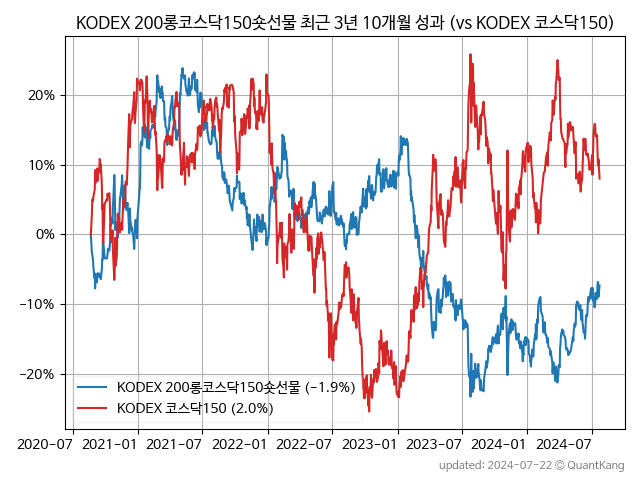 KODEX 200롱코스닥150숏선물 최근 3년 10개월 성과 (vs KODEX 코스닥150)
20%
10%
0%
−10%
−20%
KODEX 200롱코스닥150숏선물 (−1.9%)
KODEX 코스닥150 (2.0%)
2020-07 2021-01 2021-07 2022-01 2022-07 2023-01 2023-07 2024-01 2024-07
updated: 2024-07-22 © QuantKang